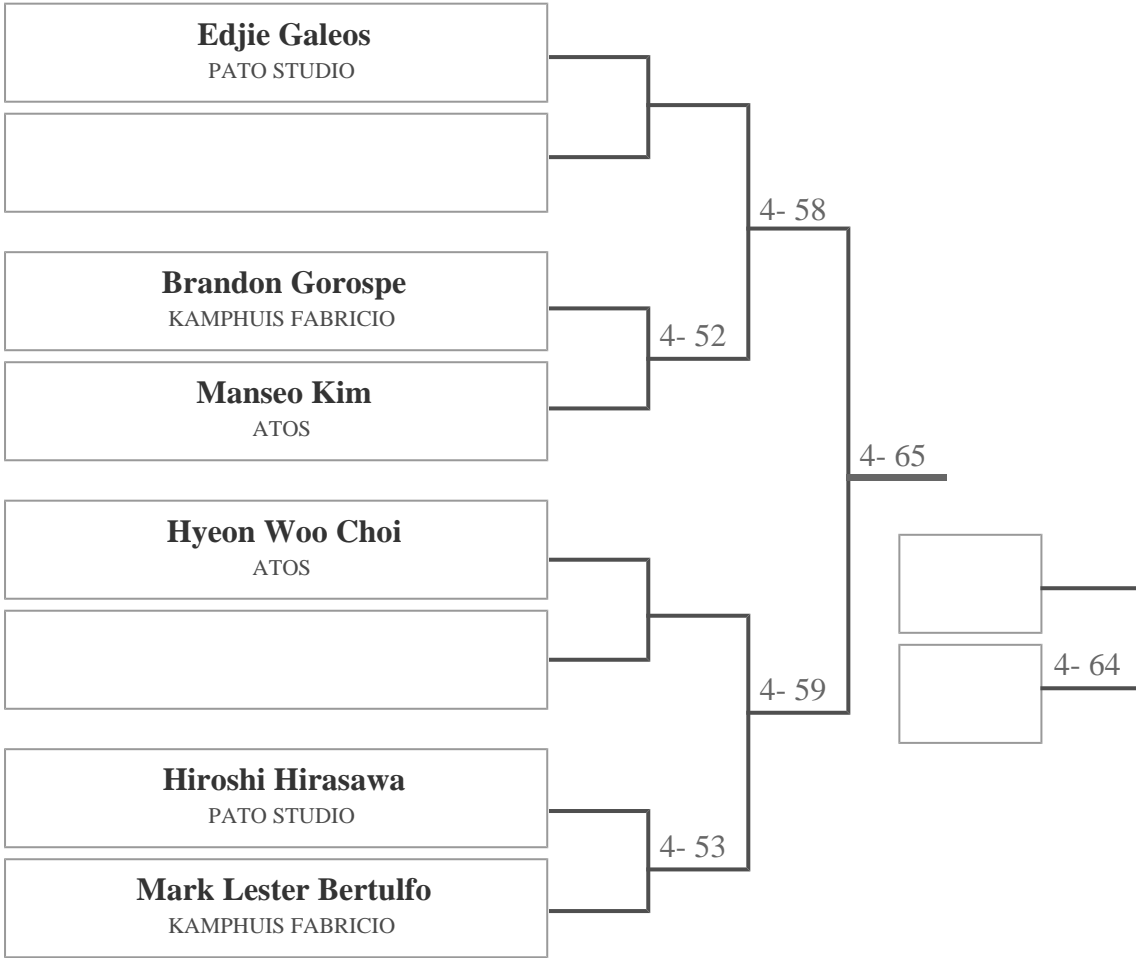 Edjie Galeos
PATO STUDIO
4- 58
Brandon Gorospe
KAMPHUIS FABRICIO
4- 52
Manseo Kim
ATOS
4- 65
Hyeon Woo Choi
ATOS
4- 64
4- 59
Hiroshi Hirasawa
PATO STUDIO
4- 53
Mark Lester Bertulfo
KAMPHUIS FABRICIO